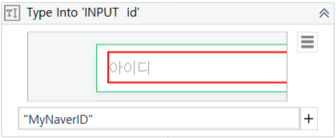 Type Into 'INPUT id'
아이디
"MyNaverID"